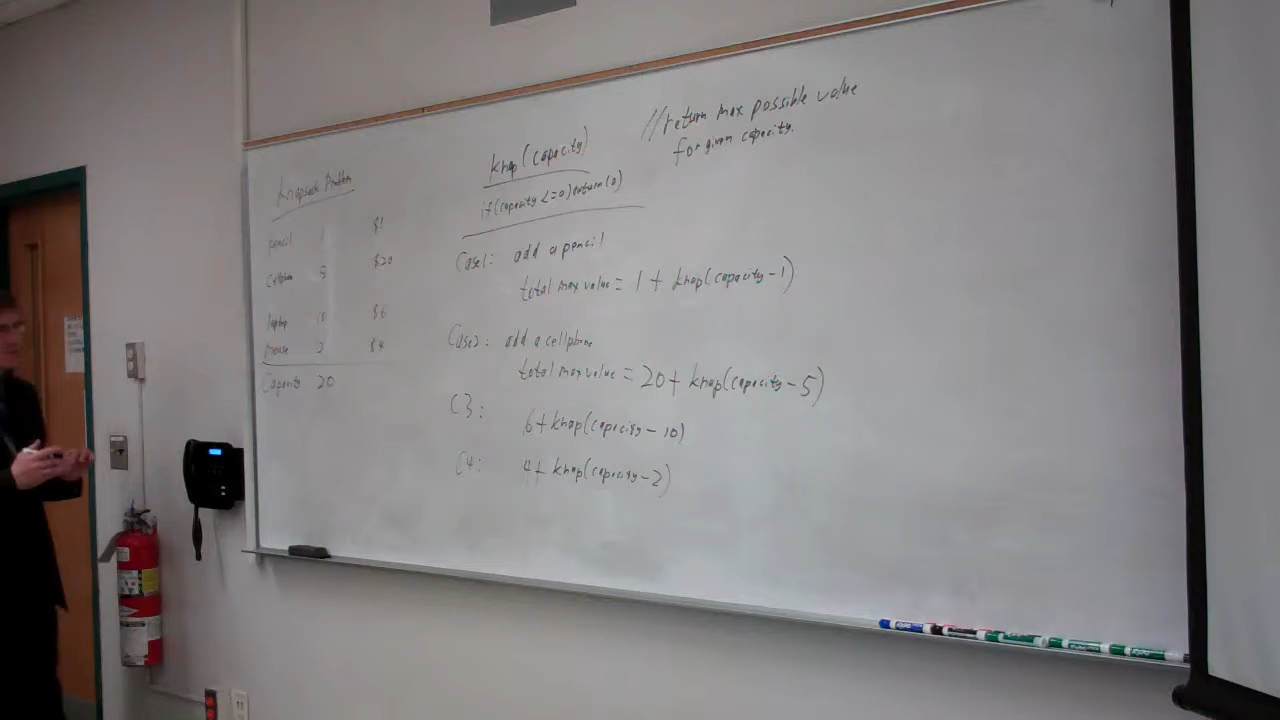 Knapsack Problem
pencil 1 $1
Cellphone 5 $20
laptop 10 $6
mouse 2 $4
Capacity 20
knap(capacity)
//return max possible value
for given capacity.
if(capacity <=0)return(0)
Case1: add a pencil
total max value = 1 + knap(capacity-1)
Case2: add a cellphone
total max value = 20+ knap(capacity-5)
C3:
6+knap(capacity-10)
C4:
4+ knap(capacity-2)